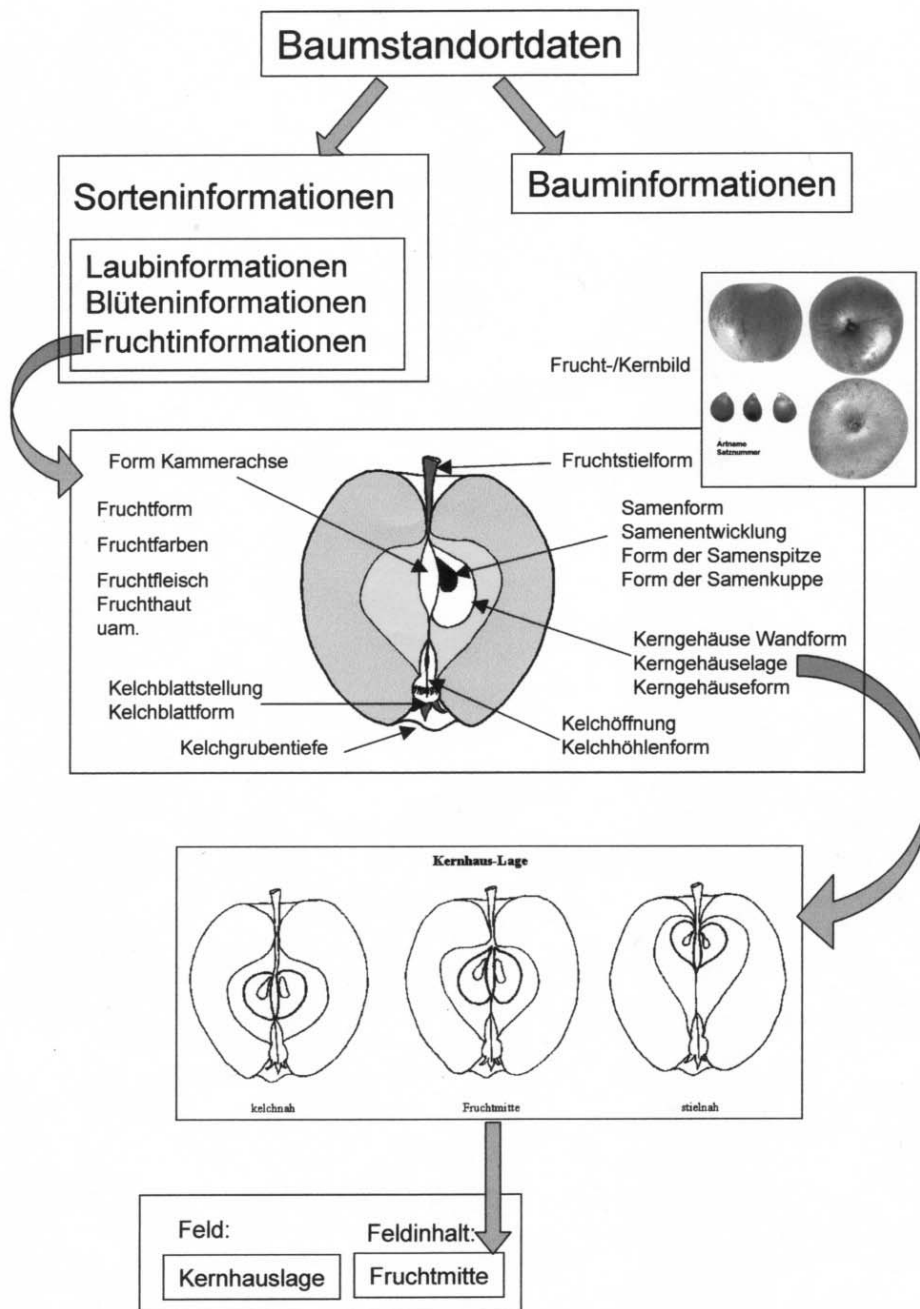 Baumstandortdaten
Sorteninformationen
Bauminformationen
Laubinformationen
Blüteninformationen
Fruchtinformationen
Frucht-/Kernbild
Artname
Satznummer
Form Kammerachse
Fruchtstielform
Fruchtform
Fruchtfarben
Fruchtfleisch
Fruchthaut
uam.
Samenform
Samenentwicklung
Form der Samenspitze
Form der Samenkuppe
Kerngehäuse Wandform
Kerngehäuselage
Kerngehäuseform
Kelchblattstellung
Kelchblattform
Kelchöffnung
Kelchhöhlenform
Kelchgrubentiefe
Kernhaus-Lage
kelchnah
Fruchtmitte
stielnah
Feld:
Feldinhalt:
Kernhauslage
Fruchtmitte